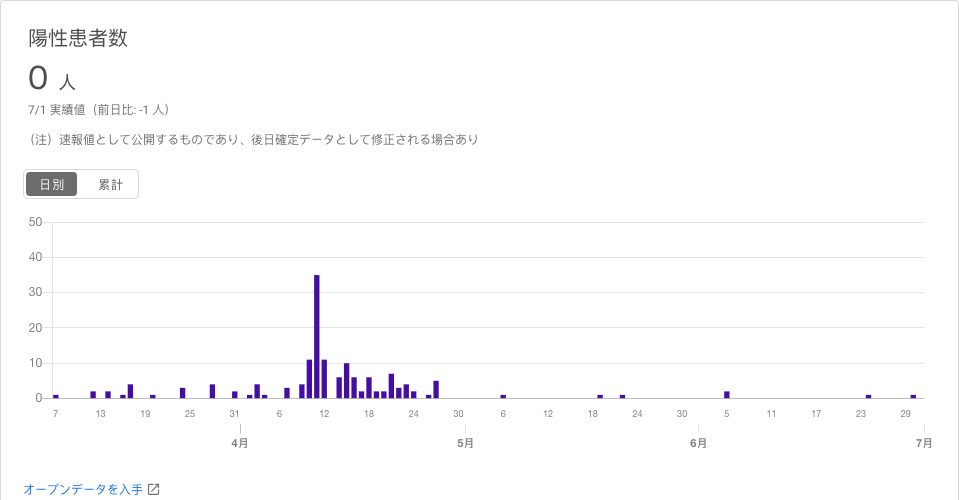 陽性患者数
0 人
7/1 実績値（前日比: -1 人）
（注）速報値として公開するものであり、後日確定データとして修正される場合あり
日別 累計
50
40
30
20
10
0
7 13 19 25 31 6 12 18 24 30 6 12 18 24 30 5 11 17 23 29
4月 5月 6月 7月
オープンデータを入手